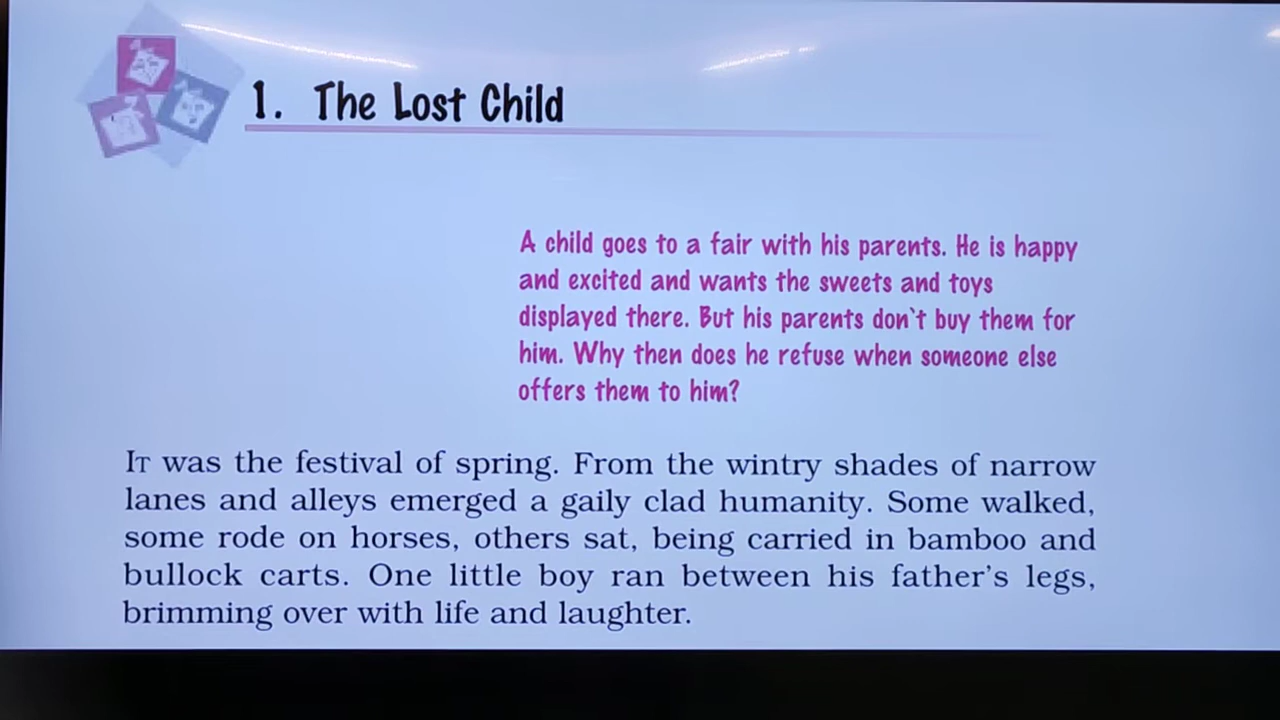 1. The Lost Child
A child goes to a fair with his parents. He is happy
and excited and wants the sweets and toys
displayed there. But his parents don`t buy them for
him. Why then does he refuse when someone else
offers them to him?
IT was the festival of spring. From the wintry shades of narrow
lanes and alleys emerged a gaily clad humanity. Some walked,
some rode on horses, others sat, being carried in bamboo and
bullock carts. One little boy ran between his father’s legs,
brimming over with life and laughter.